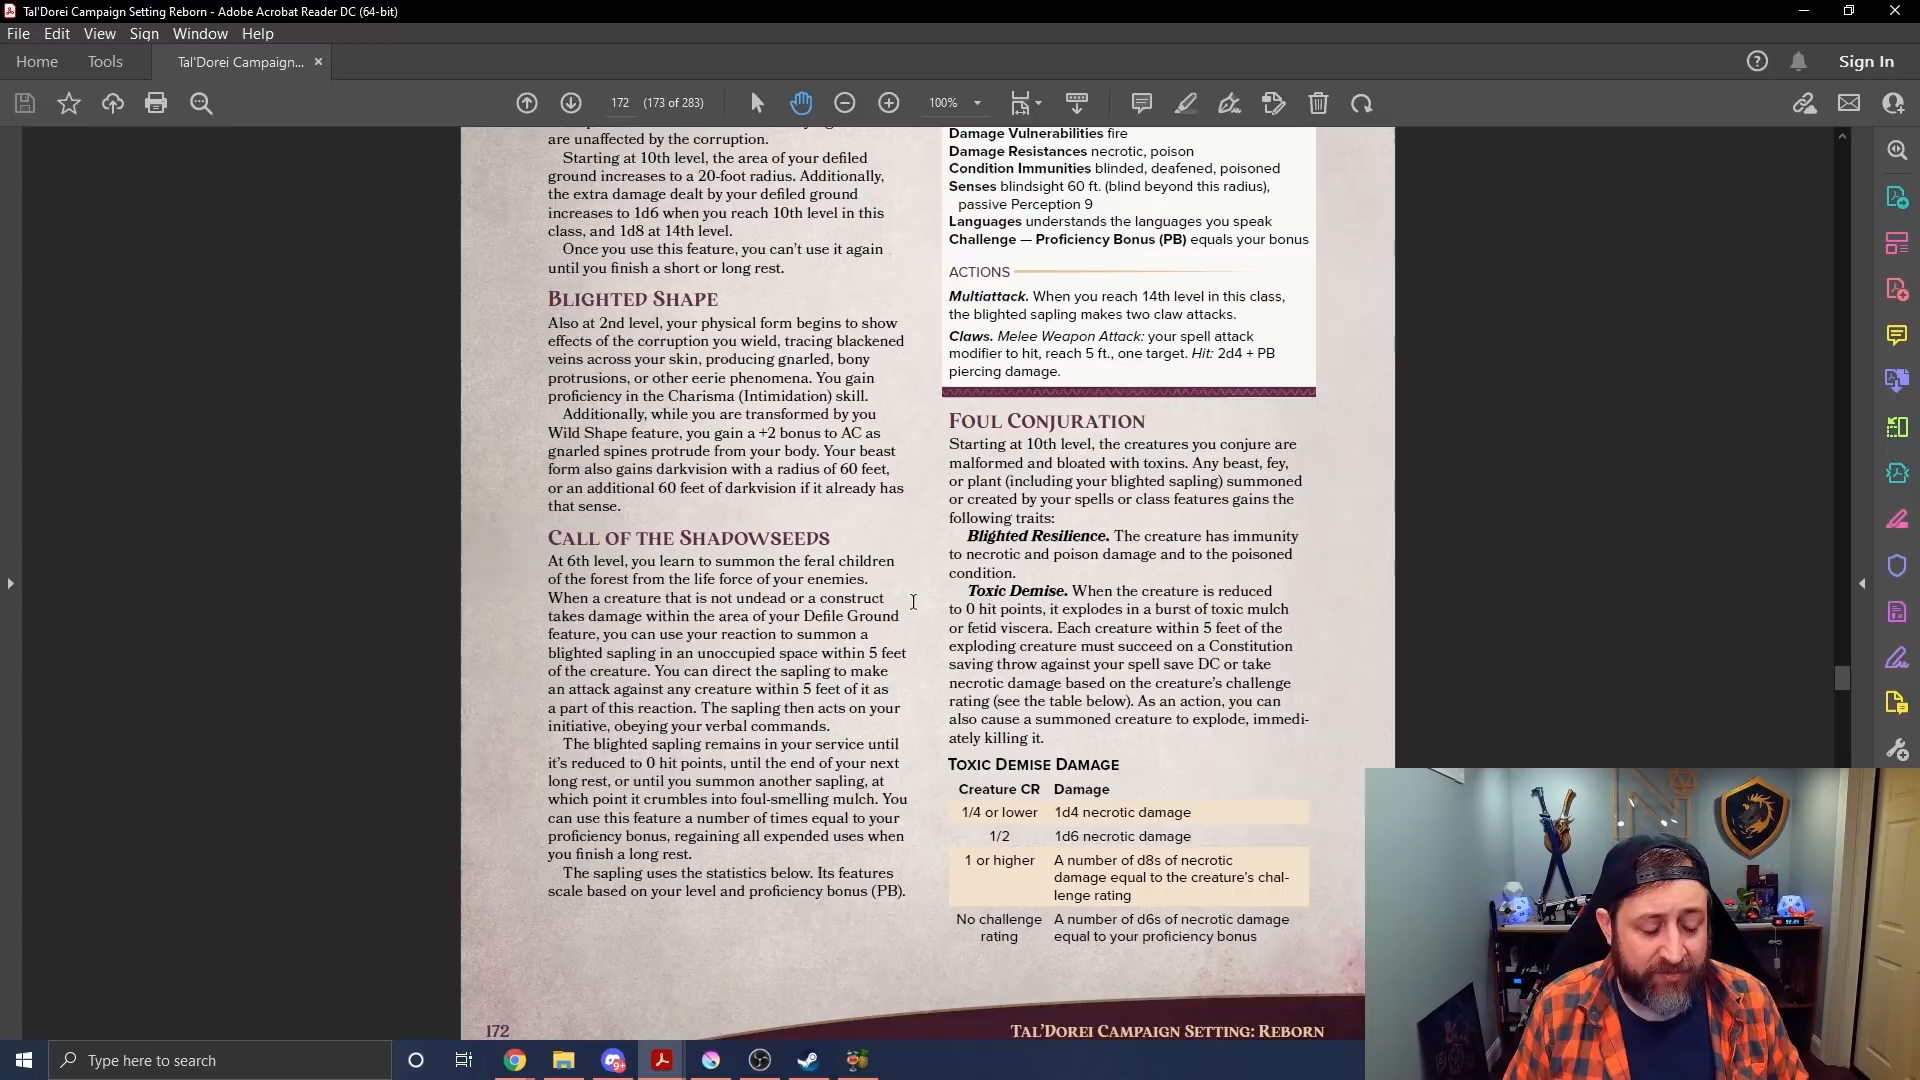 Tal'Dorei Campaign Setting Reborn - Adobe Acrobat Reader DC (64-bit)
File Edit View Sign Window Help
Home Tools Tal'Dorei Campaign... × Sign In
172 (173 of 283) 100%
are unaffected by the corruption.
Starting at 10th level, the area of your defiled
ground increases to a 20-foot radius. Additionally,
the extra damage dealt by your defiled ground
increases to 1d6 when you reach 10th level in this
class, and 1d8 at 14th level.
Once you use this feature, you can't use it again
until you finish a short or long rest.
BLIGHTED SHAPE
Also at 2nd level, your physical form begins to show
effects of the corruption you wield, tracing blackened
veins across your skin, producing gnarled, bony
protrusions, or other eerie phenomena. You gain
proficiency in the Charisma (Intimidation) skill.
Additionally, while you are transformed by you
Wild Shape feature, you gain a +2 bonus to AC as
gnarled spines protrude from your body. Your beast
form also gains darkvision with a radius of 60 feet,
or an additional 60 feet of darkvision if it already has
that sense.
CALL OF THE SHADOWSEEDS
At 6th level, you learn to summon the feral children
of the forest from the life force of your enemies.
When a creature that is not undead or a construct
takes damage within the area of your Defile Ground
feature, you can use your reaction to summon a
blighted sapling in an unoccupied space within 5 feet
of the creature. You can direct the sapling to make
an attack against any creature within 5 feet of it as
a part of this reaction. The sapling then acts on your
initiative, obeying your verbal commands.
The blighted sapling remains in your service until
it's reduced to 0 hit points, until the end of your next
long rest, or until you summon another sapling, at
which point it crumbles into foul-smelling mulch. You
can use this feature a number of times equal to your
proficiency bonus, regaining all expended uses when
you finish a long rest.
The sapling uses the statistics below. Its features
scale based on your level and proficiency bonus (PB).
Damage Vulnerabilities fire
Damage Resistances necrotic, poison
Condition Immunities blinded, deafened, poisoned
Senses blindsight 60 ft. (blind beyond this radius),
passive Perception 9
Languages understands the languages you speak
Challenge — Proficiency Bonus (PB) equals your bonus
ACTIONS
Multiattack. When you reach 14th level in this class,
the blighted sapling makes two claw attacks.
Claws. Melee Weapon Attack: your spell attack
modifier to hit, reach 5 ft., one target. Hit: 2d4 + PB
piercing damage.
FOUL CONJURATION
Starting at 10th level, the creatures you conjure are
malformed and bloated with toxins. Any beast, fey,
or plant (including your blighted sapling) summoned
or created by your spells or class features gains the
following traits:
Blighted Resilience. The creature has immunity
to necrotic and poison damage and to the poisoned
condition.
Toxic Demise. When the creature is reduced
to 0 hit points, it explodes in a burst of toxic mulch
or fetid viscera. Each creature within 5 feet of the
exploding creature must succeed on a Constitution
saving throw against your spell save DC or take
necrotic damage based on the creature's challenge
rating (see the table below). As an action, you can
also cause a summoned creature to explode, immedi-
ately killing it.
TOXIC DEMISE DAMAGE
Creature CR Damage
1/4 or lower 1d4 necrotic damage
1/2 1d6 necrotic damage
1 or higher A number of d8s of necrotic
damage equal to the creature's chal-
lenge rating
No challenge A number of d6s of necrotic damage
rating equal to your proficiency bonus
172 TAL'DOREI CAMPAIGN SETTING: REBORN
Type here to search